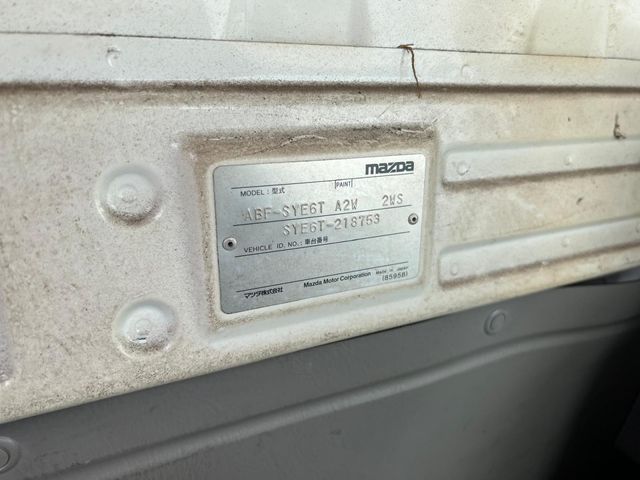 mazda
MODEL : 型式 PAINT
ABF-SYE6T A2W 2WS
SYE6T-218753
VEHICLE ID. NO. : 車台番号
マツダ株式会社 Mazda Motor Corporation Made in Japan (8595B)